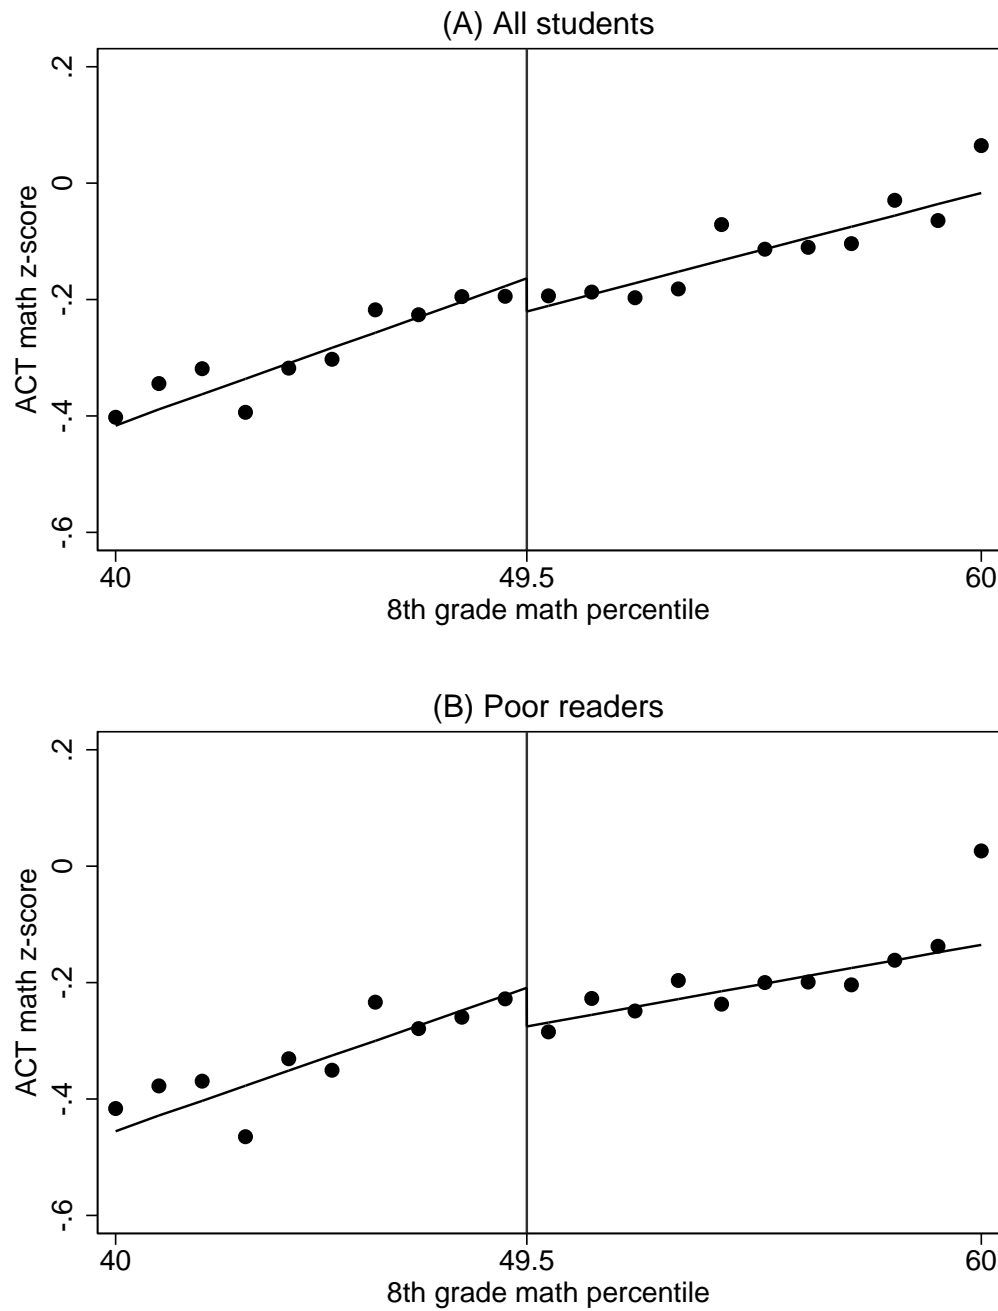 (A) All students
.2
0
-.2
-.4
-.6
ACT math z-score
40 49.5 60
8th grade math percentile
(B) Poor readers
.2
0
-.2
-.4
-.6
ACT math z-score
40 49.5 60
8th grade math percentile